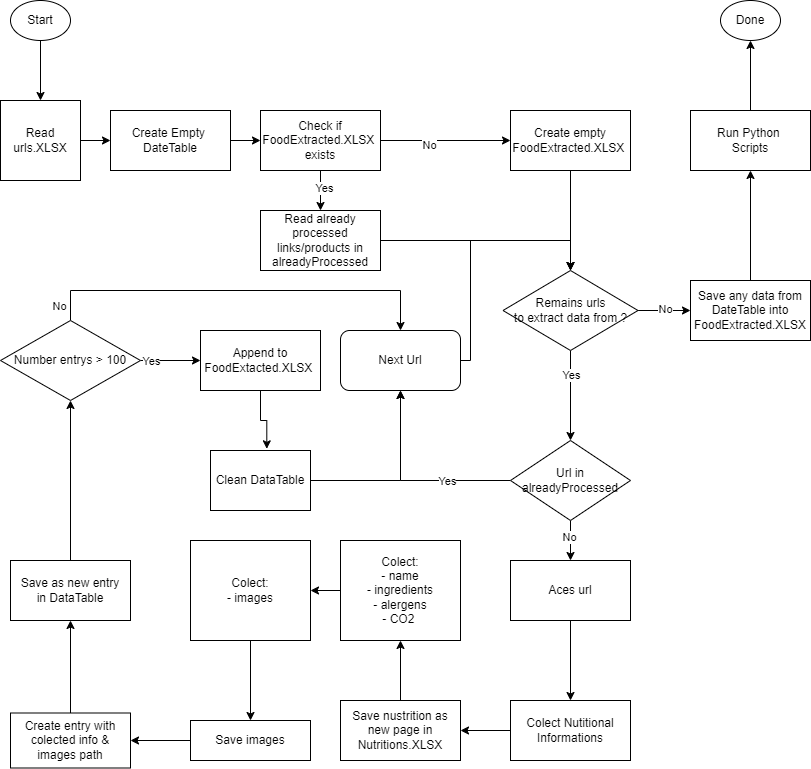 Start
Done
Read
urls.XLSX
Create Empty
DateTable
Check if
FoodExtracted.XLSX
exists
No
Create empty
FoodExtracted.XLSX
Run Python
Scripts
Yes
Read already
processed
links/products in
alreadyProcessed
Remains urls
to extract data from ?
No
Save any data from
DateTable into
FoodExtracted.XLSX
No
Number entrys > 100
Yes
Append to
FoodExtacted.XLSX
Next Url
Yes
Clean DataTable
Yes
Url in
alreadyProcessed
No
Save as new entry
in DataTable
Colect:
- images
Colect:
- name
- ingredients
- alergens
- CO2
Aces url
Create entry with
colected info &
images path
Save images
Save nustrition as
new page in
Nutritions.XLSX
Colect Nutitional
Informations